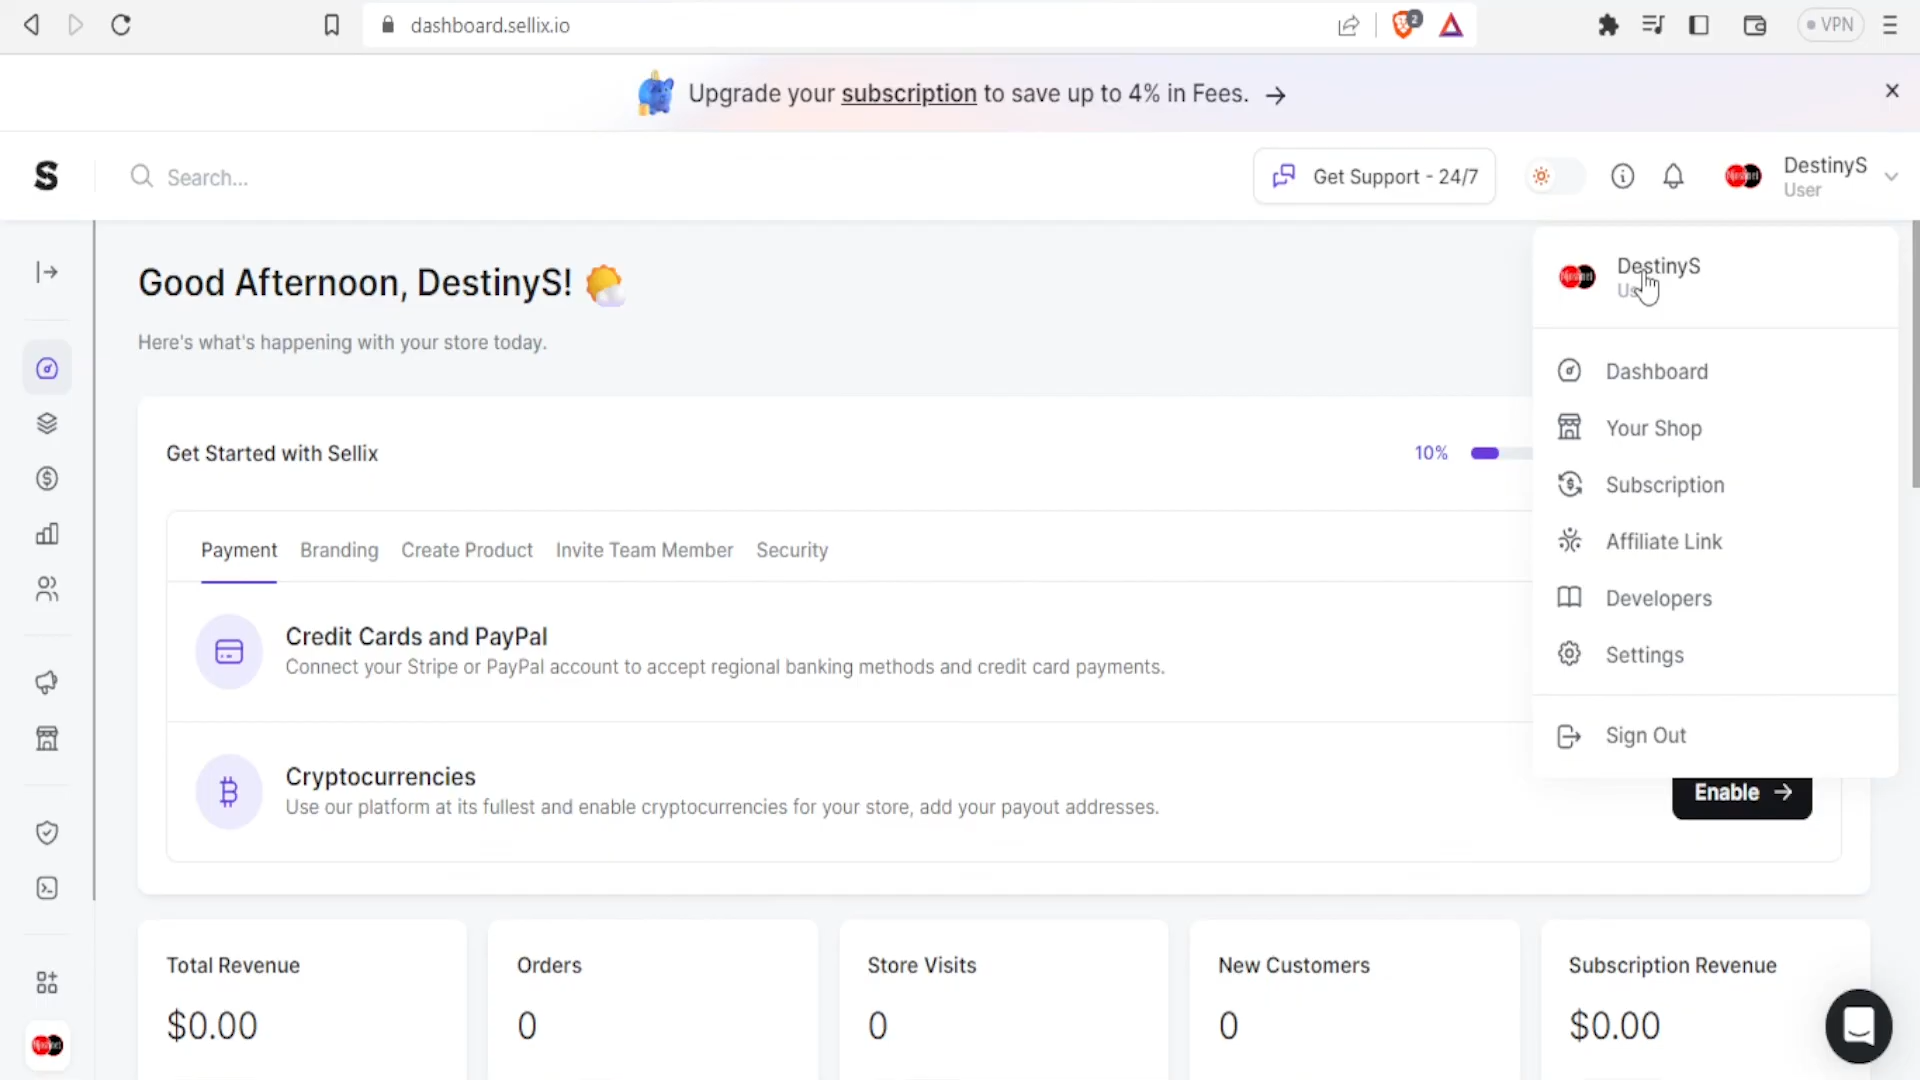 dashboard.sellix.io
2
VPN
Upgrade your subscription to save up to 4% in Fees. →
S
Search...
Get Support - 24/7
DestinyS
User
Good Afternoon, DestinyS!
Here's what's happening with your store today.
DestinyS
Dashboard
Your Shop
Subscription
Affiliate Link
Developers
Settings
Sign Out
Get Started with Sellix
10%
Payment
Branding
Create Product
Invite Team Member
Security
Credit Cards and PayPal
Connect your Stripe or PayPal account to accept regional banking methods and credit card payments.
Cryptocurrencies
Use our platform at its fullest and enable cryptocurrencies for your store, add your payout addresses.
Enable →
Total Revenue
$0.00
Orders
0
Store Visits
0
New Customers
0
Subscription Revenue
$0.00